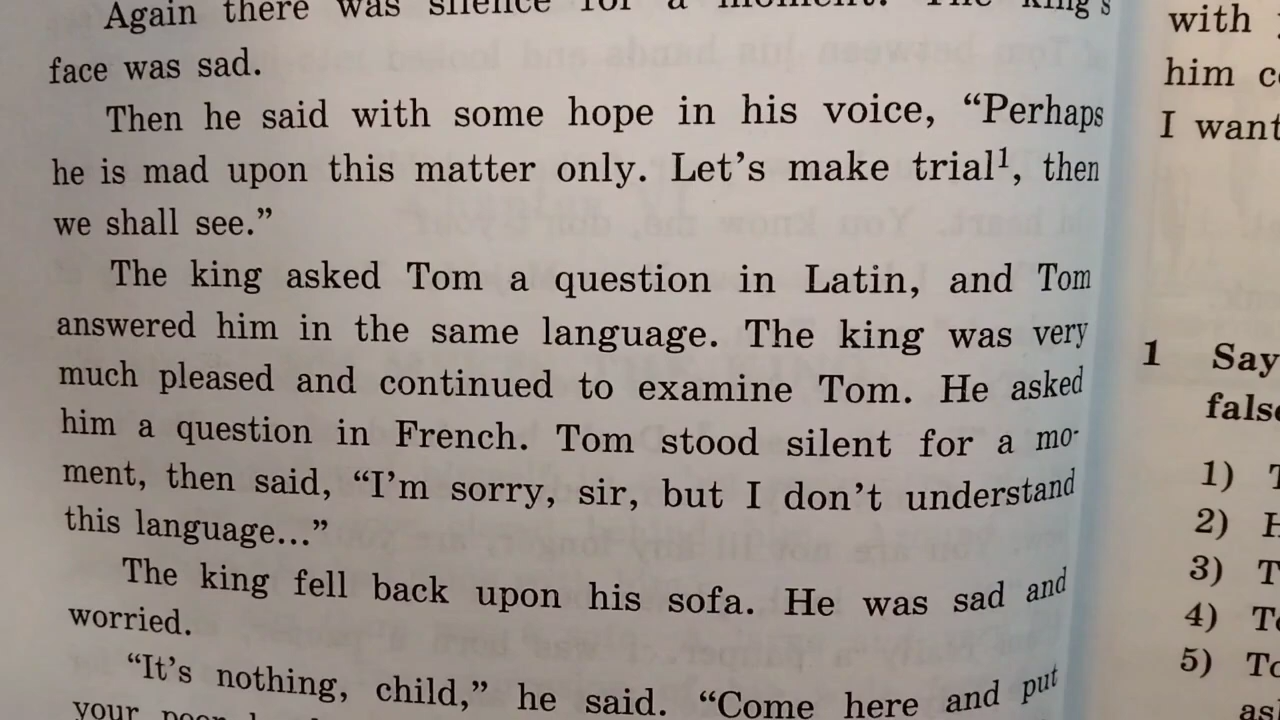 Again there was silence for a moment. The king's
face was sad.
Then he said with some hope in his voice, “Perhaps
he is mad upon this matter only. Let’s make trial¹, then
we shall see.”
The king asked Tom a question in Latin, and Tom
answered him in the same language. The king was very
much pleased and continued to examine Tom. He asked
him a question in French. Tom stood silent for a mo-
ment, then said, “I’m sorry, sir, but I don’t understand
this language...”
The king fell back upon his sofa. He was sad and
worried.
“It’s nothing, child,” he said. “Come here and put
your poor
with
him
I want
1 Say
1)
2)
3)
4)
5)